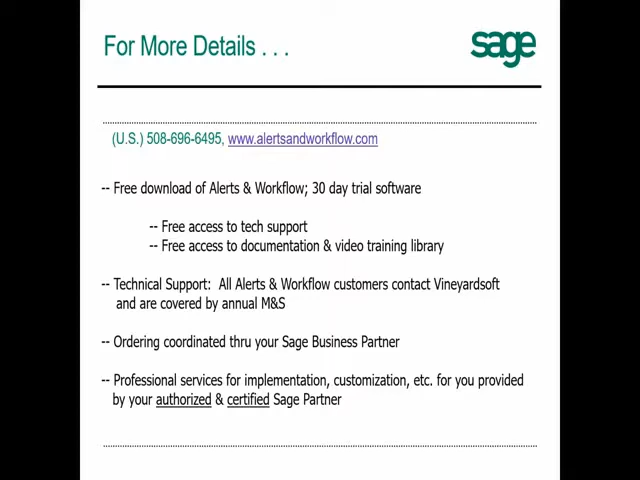 For More Details . . .
sage
(U.S.) 508-696-6495, www.alertsandworkflow.com
-- Free download of Alerts & Workflow; 30 day trial software
-- Free access to tech support
-- Free access to documentation & video training library
-- Technical Support:  All Alerts & Workflow customers contact Vineyardsoft
and are covered by annual M&S
-- Ordering coordinated thru your Sage Business Partner
-- Professional services for implementation, customization, etc. for you provided
by your authorized & certified Sage Partner